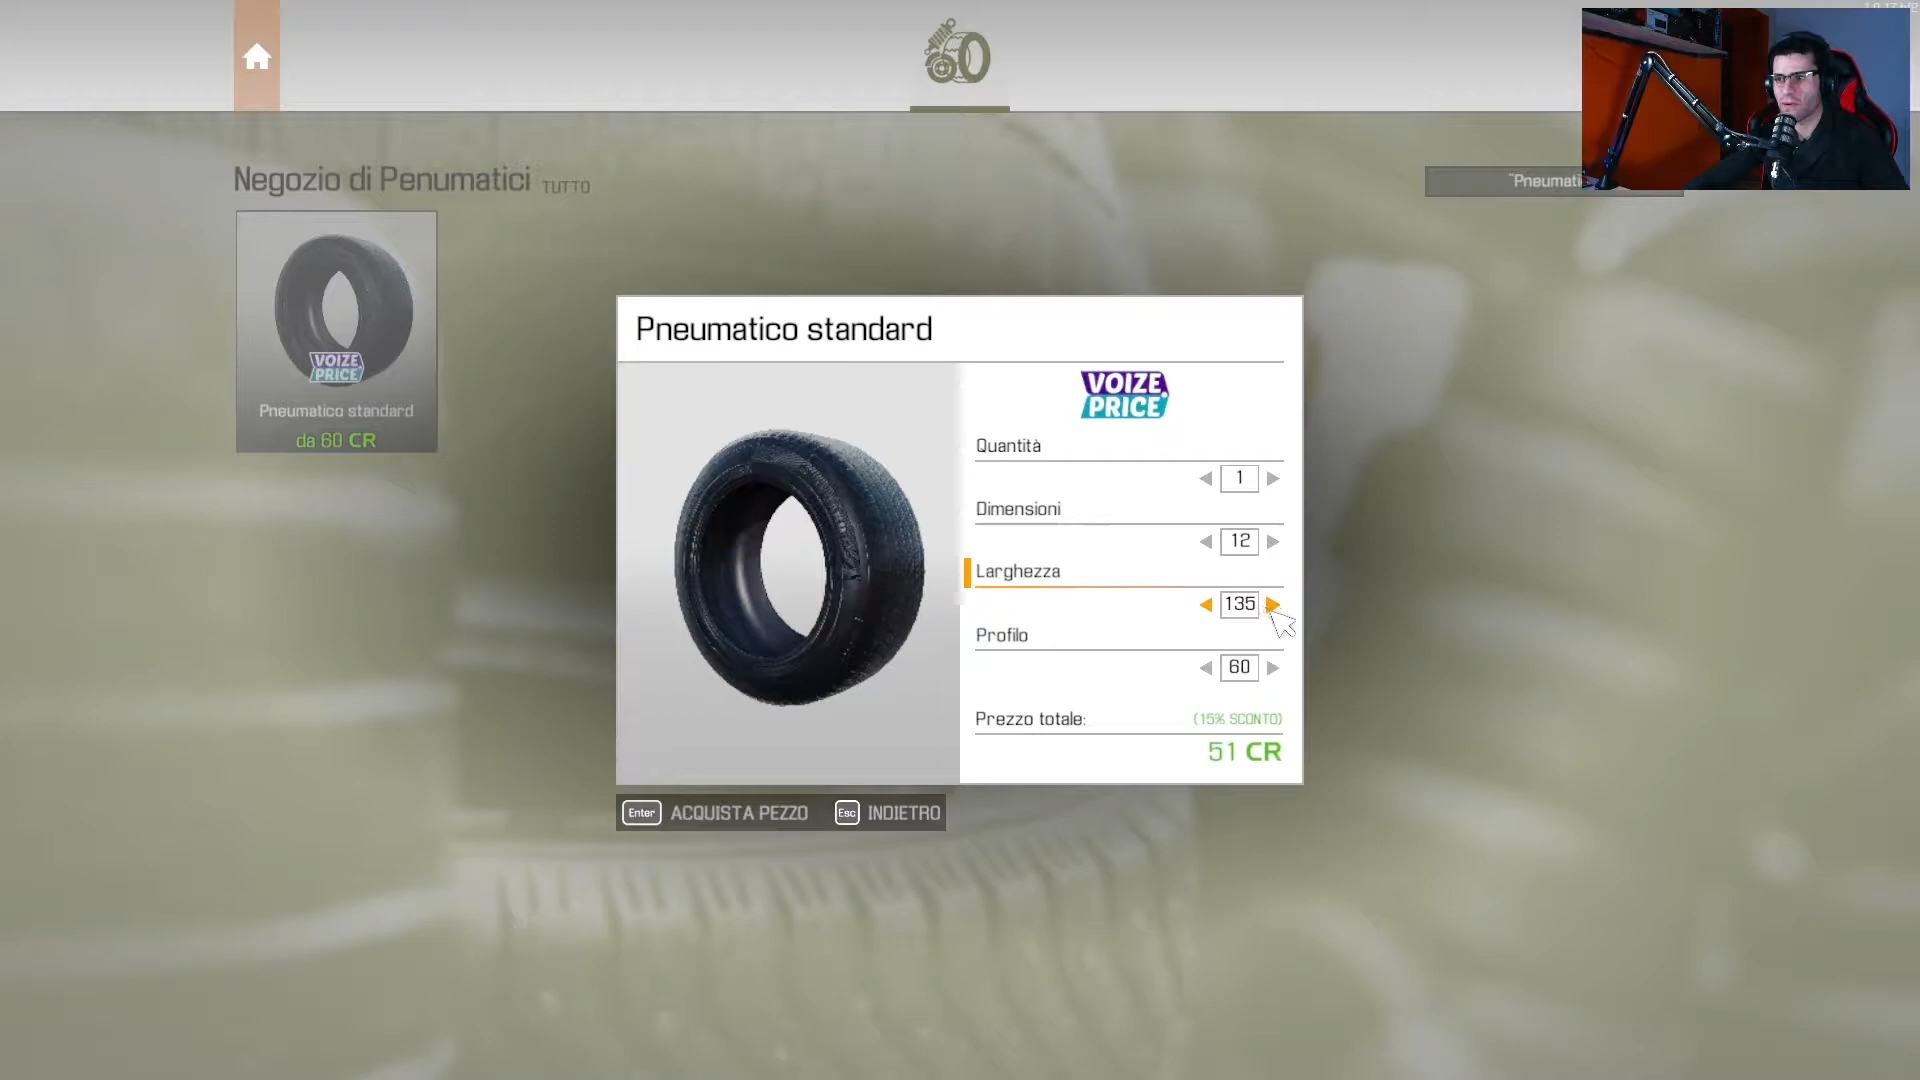 Negozio di Penumatici TUTTO
"Pneumati
VOIZE
PRICE
Pneumatico standard
da 60 CR
Pneumatico standard
VOIZE
PRICE
Quantità
1
Dimensioni
12
Larghezza
135
Profilo
60
Prezzo totale: (15% SCONTO)
51 CR
Enter ACQUISTA PEZZO Esc INDIETRO